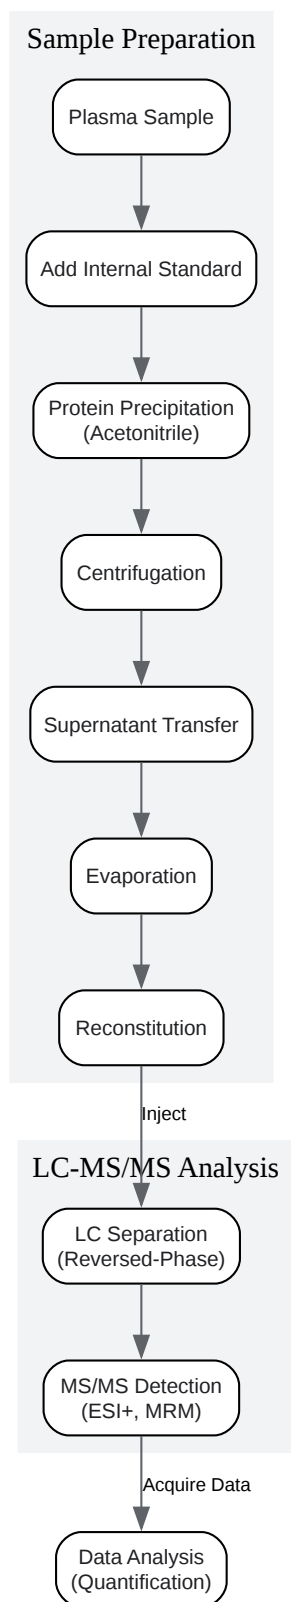 Sample Preparation
Plasma Sample
Add Internal Standard
Protein Precipitation
(Acetonitrile)
Centrifugation
Supernatant Transfer
Evaporation
Reconstitution
Inject
LC-MS/MS Analysis
LC Separation
(Reversed-Phase)
MS/MS Detection
(ESI+, MRM)
Acquire Data
Data Analysis
(Quantification)